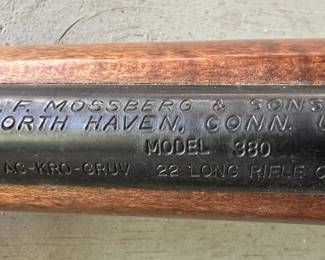 .F. MOSSBERG & SONS
ORTH HAVEN, CONN. U
MODEL 380
AC-KRO-GRUV 22 LONG RIFLE O